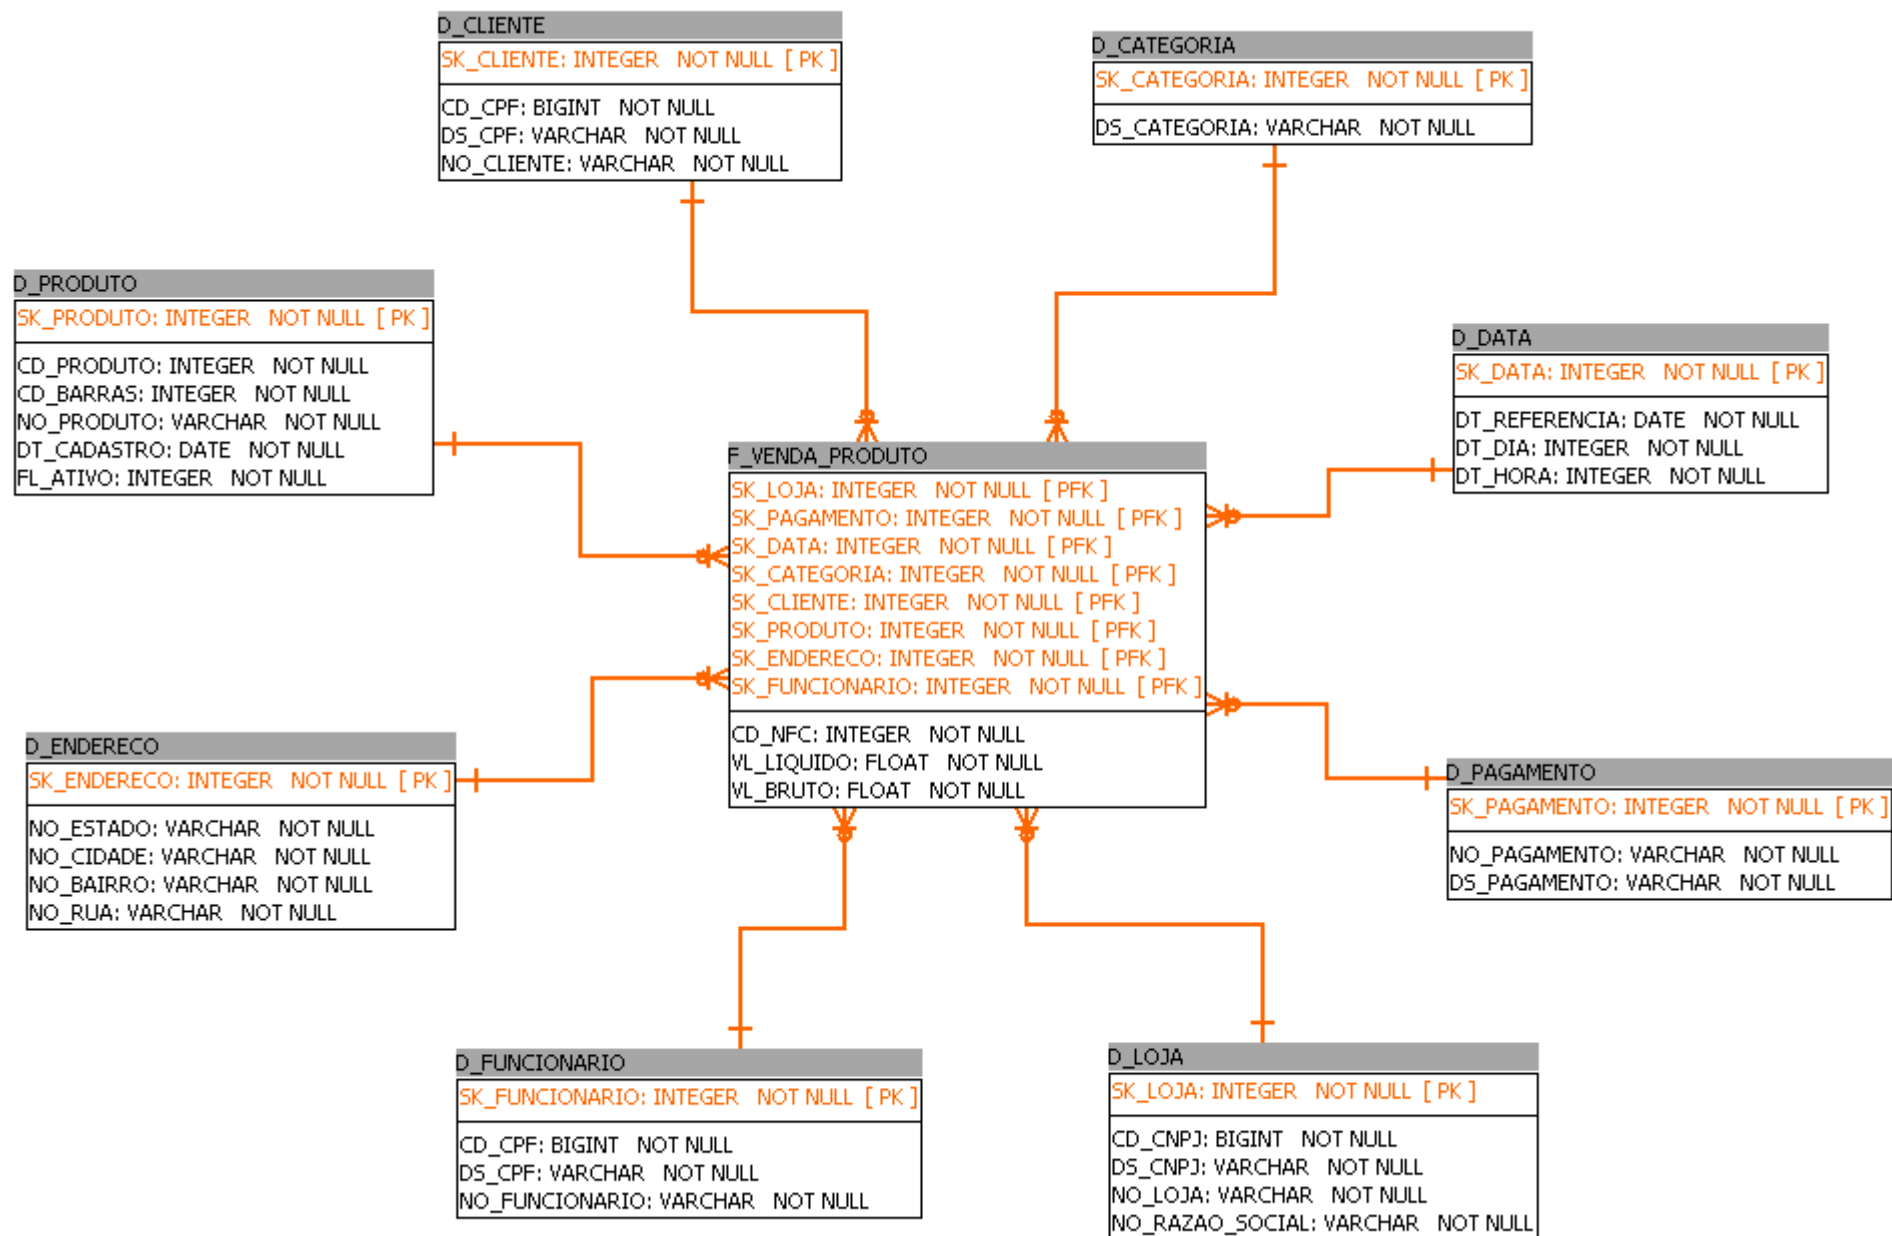 D_CLIENTE
SK_CLIENTE: INTEGER NOT NULL [ PK ]
CD_CPF: BIGINT NOT NULL
DS_CPF: VARCHAR NOT NULL
NO_CLIENTE: VARCHAR NOT NULL
D_CATEGORIA
SK_CATEGORIA: INTEGER NOT NULL [ PK ]
DS_CATEGORIA: VARCHAR NOT NULL
D_PRODUTO
SK_PRODUTO: INTEGER NOT NULL [ PK ]
CD_PRODUTO: INTEGER NOT NULL
CD_BARRAS: INTEGER NOT NULL
NO_PRODUTO: VARCHAR NOT NULL
DT_CADASTRO: DATE NOT NULL
FL_ATIVO: INTEGER NOT NULL
D_DATA
SK_DATA: INTEGER NOT NULL [ PK ]
DT_REFERENCIA: DATE NOT NULL
DT_DIA: INTEGER NOT NULL
DT_HORA: INTEGER NOT NULL
F_VENDA_PRODUTO
SK_LOJA: INTEGER NOT NULL [ PFK ]
SK_PAGAMENTO: INTEGER NOT NULL [ PFK ]
SK_DATA: INTEGER NOT NULL [ PFK ]
SK_CATEGORIA: INTEGER NOT NULL [ PFK ]
SK_CLIENTE: INTEGER NOT NULL [ PFK ]
SK_PRODUTO: INTEGER NOT NULL [ PFK ]
SK_ENDERECO: INTEGER NOT NULL [ PFK ]
SK_FUNCIONARIO: INTEGER NOT NULL [ PFK ]
CD_NFC: INTEGER NOT NULL
VL_LIQUIDO: FLOAT NOT NULL
VL_BRUTO: FLOAT NOT NULL
D_ENDERECO
SK_ENDERECO: INTEGER NOT NULL [ PK ]
NO_ESTADO: VARCHAR NOT NULL
NO_CIDADE: VARCHAR NOT NULL
NO_BAIRRO: VARCHAR NOT NULL
NO_RUA: VARCHAR NOT NULL
D_PAGAMENTO
SK_PAGAMENTO: INTEGER NOT NULL [ PK ]
NO_PAGAMENTO: VARCHAR NOT NULL
DS_PAGAMENTO: VARCHAR NOT NULL
D_FUNCIONARIO
SK_FUNCIONARIO: INTEGER NOT NULL [ PK ]
CD_CPF: BIGINT NOT NULL
DS_CPF: VARCHAR NOT NULL
NO_FUNCIONARIO: VARCHAR NOT NULL
D_LOJA
SK_LOJA: INTEGER NOT NULL [ PK ]
CD_CNPJ: BIGINT NOT NULL
DS_CNPJ: VARCHAR NOT NULL
NO_LOJA: VARCHAR NOT NULL
NO_RAZAO_SOCIAL: VARCHAR NOT NULL